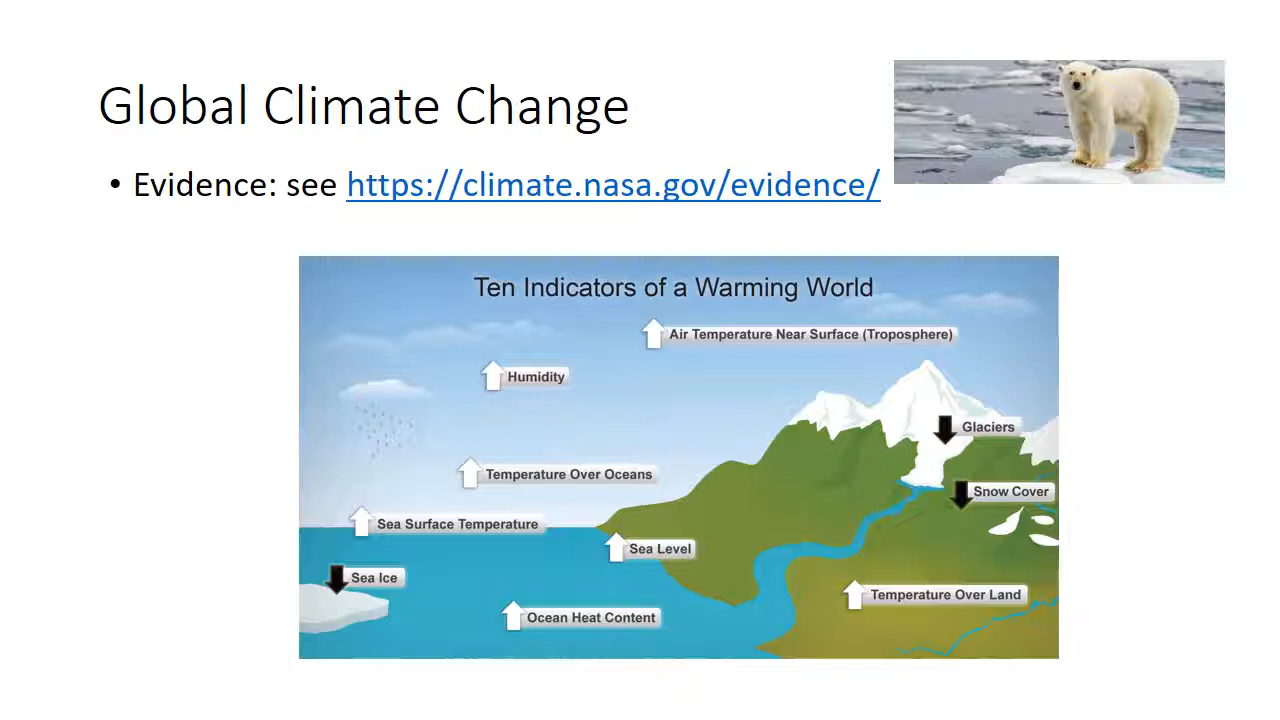 Global Climate Change
• Evidence: see https://climate.nasa.gov/evidence/
Ten Indicators of a Warming World
Air Temperature Near Surface (Troposphere)
Humidity
Glaciers
Temperature Over Oceans
Snow Cover
Sea Surface Temperature
Sea Level
Sea Ice
Temperature Over Land
Ocean Heat Content